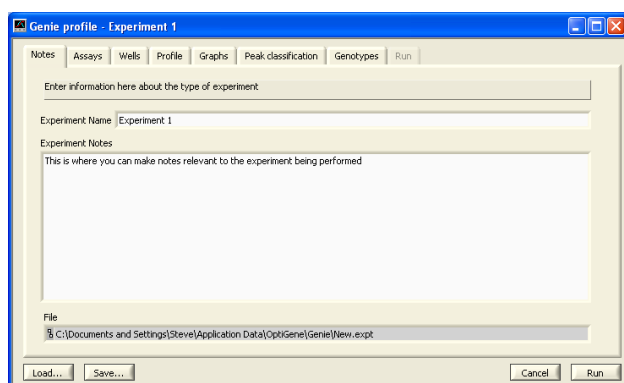 Genie profile - Experiment 1
Notes Assays Wells Profile Graphs Peak classification Genotypes Run
Enter information here about the type of experiment
Experiment Name Experiment 1
Experiment Notes
This is where you can make notes relevant to the experiment being performed
File
C:\Documents and Settings\Steve\Application Data\OptiGene\Genie\New.expt
Load... Save... Cancel Run